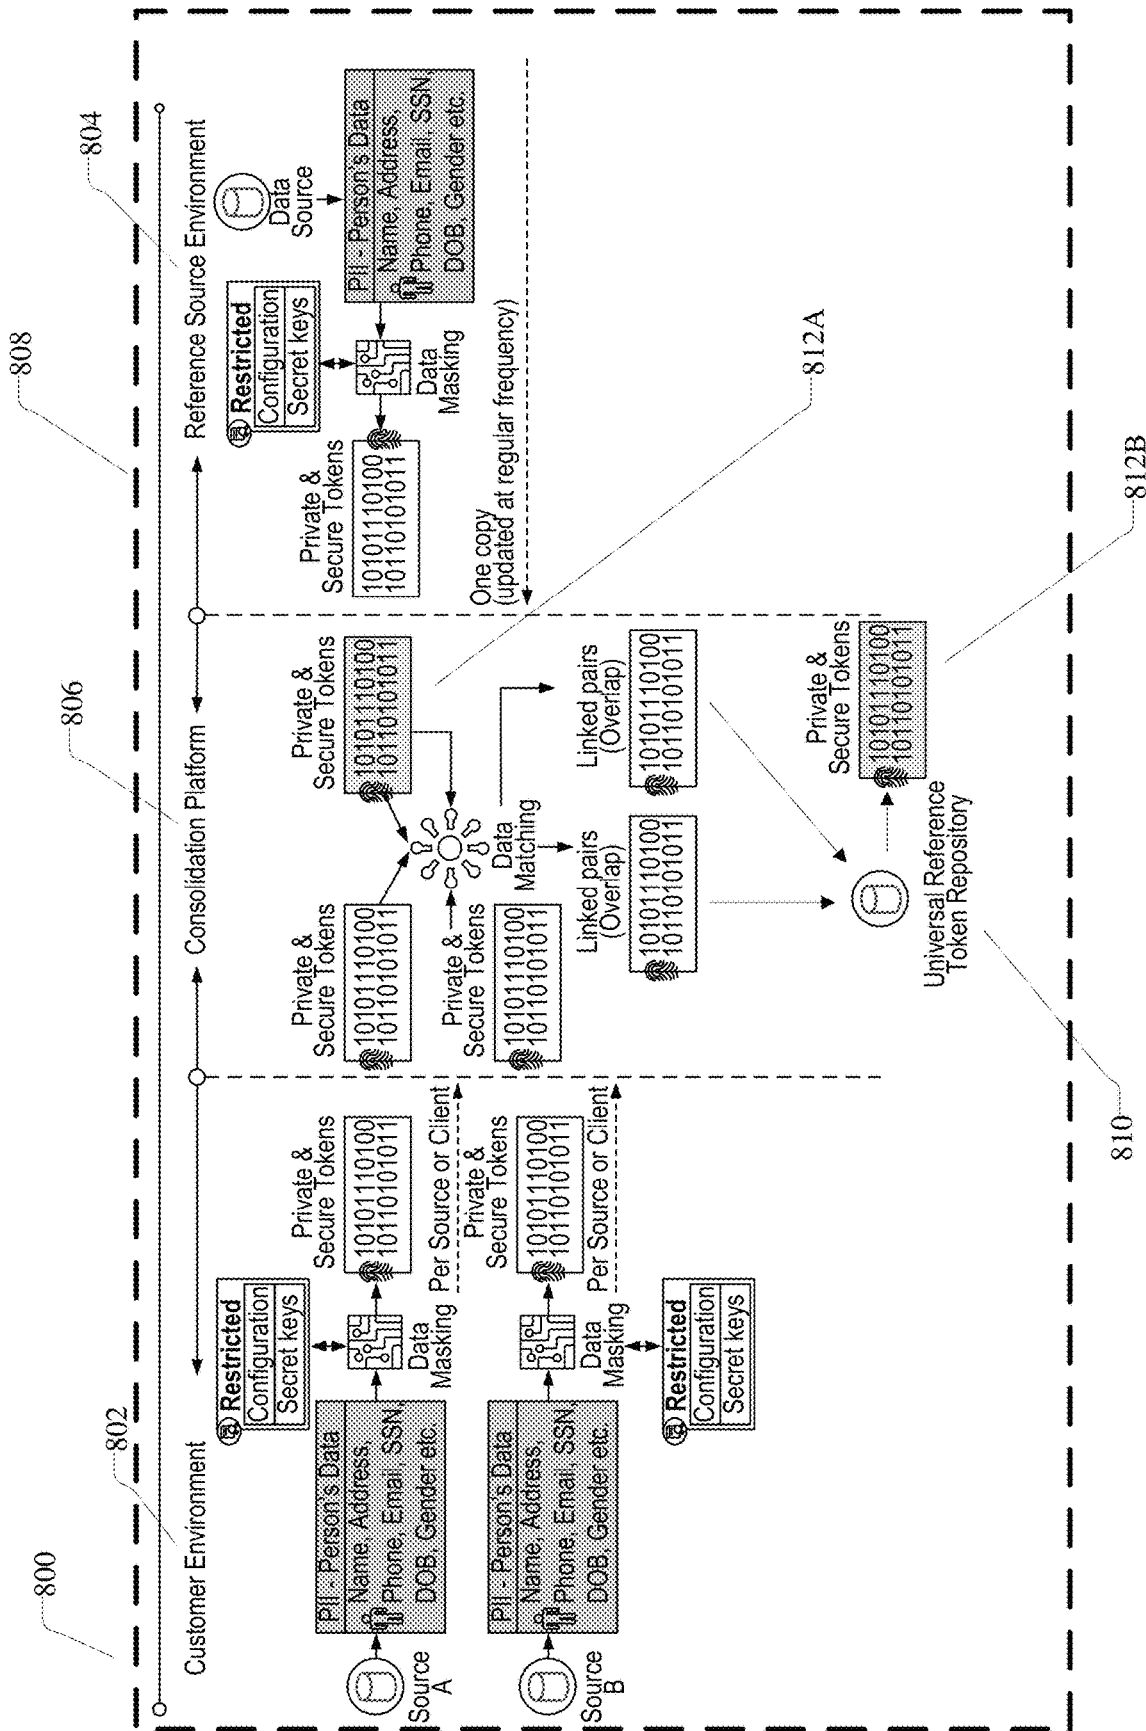 800
802
806
808
804
Customer Environment
Consolidation Platform
Reference Source Environment
Restricted
Configuration
Secret keys
Source
A
PII - Person's Data
Name, Address
Phone, Email, SSN,
DOB, Gender etc.
Data
Masking
Private &
Secure Tokens
10101110100
10110101011
Per Source or Client
Source
B
PII - Person's Data
Name, Address
Phone, Email, SSN,
DOB, Gender etc.
Data
Masking
Private &
Secure Tokens
10101110100
10110101011
Per Source or Client
Restricted
Configuration
Secret keys
Private &
Secure Tokens
10101110100
10110101011
Private &
Secure Tokens
10101110100
10110101011
Private &
Secure Tokens
10101110100
10110101011
Data
Matching
Linked pairs
(Overlap)
10101110100
10110101011
Linked pairs
(Overlap)
10101110100
10110101011
Universal Reference
Token Repository
Private &
Secure Tokens
10101110100
10110101011
Restricted
Configuration
Secret keys
Private &
Secure Tokens
10101110100
10110101011
Data
Masking
Data
Source
PII - Person's Data
Name, Address
Phone, Email, SSN
DOB, Gender etc.
One copy
(updated at regular frequency)
810
812A
812B